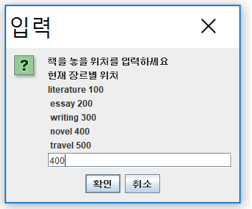 입력
책을 놓을 위치를 입력하세요
현재 장르별 위치
literature 100
essay 200
writing 300
novel 400
travel 500
400
확인 취소